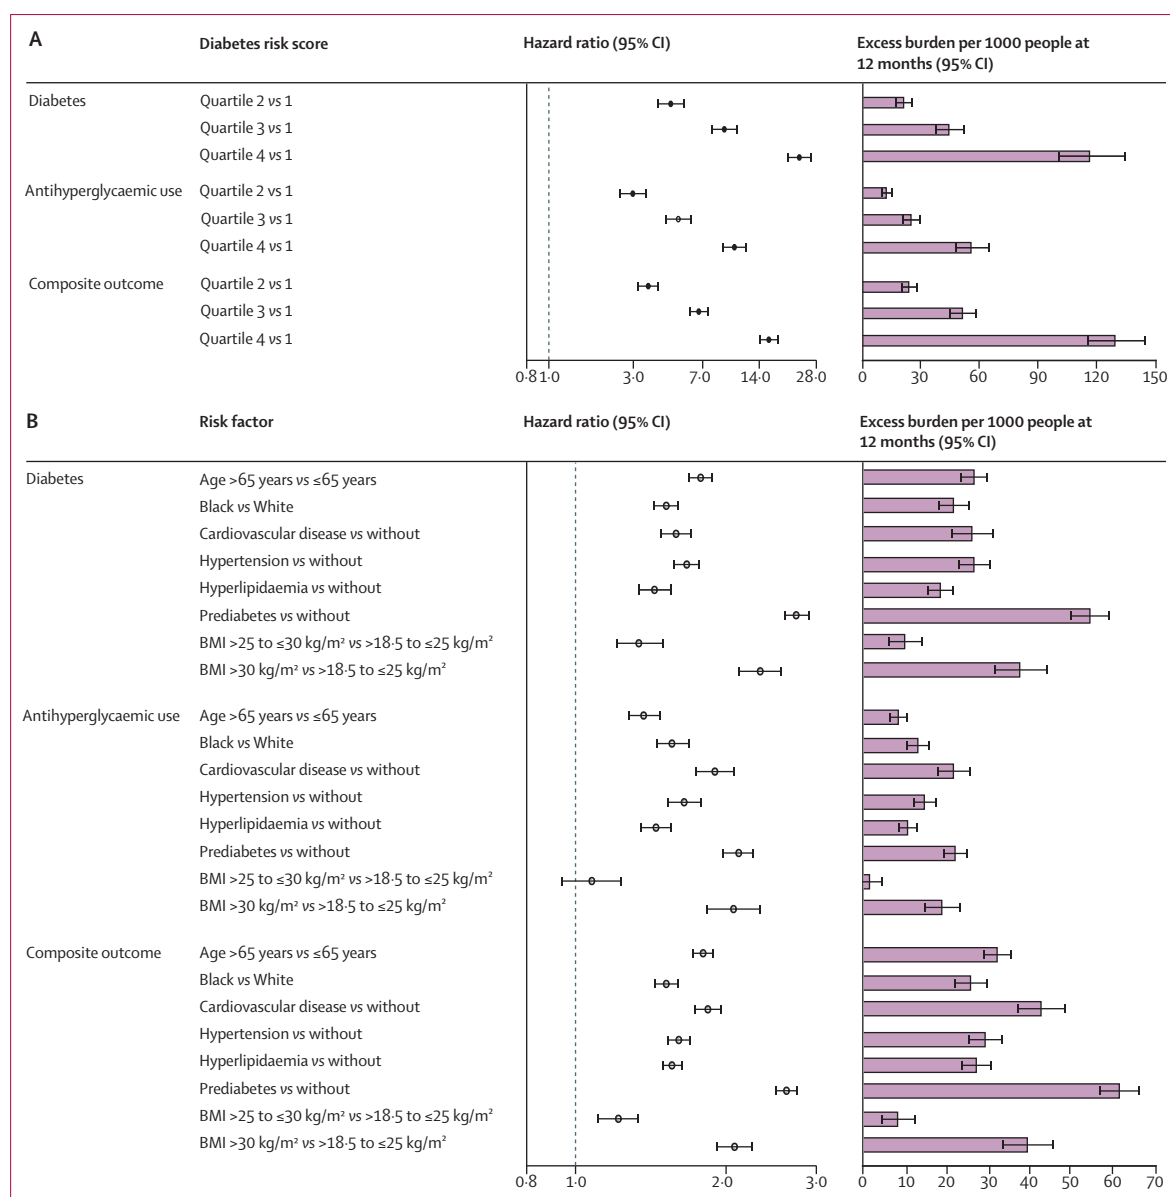 A Diabetes risk score Hazard ratio (95% CI) Excess burden per 1000 people at
12 months (95% CI)
Diabetes Quartile 2 vs 1
Quartile 3 vs 1
Quartile 4 vs 1
Antihyperglycaemic use Quartile 2 vs 1
Quartile 3 vs 1
Quartile 4 vs 1
Composite outcome Quartile 2 vs 1
Quartile 3 vs 1
Quartile 4 vs 1
0·8 1·0 3·0 7·0 14·0 28·0 0 30 60 90 120 150
B Risk factor Hazard ratio (95% CI) Excess burden per 1000 people at
12 months (95% CI)
Diabetes Age >65 years vs ≤65 years
Black vs White
Cardiovascular disease vs without
Hypertension vs without
Hyperlipidaemia vs without
Prediabetes vs without
BMI >25 to ≤30 kg/m² vs >18·5 to ≤25 kg/m²
BMI >30 kg/m² vs >18·5 to ≤25 kg/m²
Antihyperglycaemic use Age >65 years vs ≤65 years
Black vs White
Cardiovascular disease vs without
Hypertension vs without
Hyperlipidaemia vs without
Prediabetes vs without
BMI >25 to ≤30 kg/m² vs >18·5 to ≤25 kg/m²
BMI >30 kg/m² vs >18·5 to ≤25 kg/m²
Composite outcome Age >65 years vs ≤65 years
Black vs White
Cardiovascular disease vs without
Hypertension vs without
Hyperlipidaemia vs without
Prediabetes vs without
BMI >25 to ≤30 kg/m² vs >18·5 to ≤25 kg/m²
BMI >30 kg/m² vs >18·5 to ≤25 kg/m²
0·8 1·0 2·0 3·0 0 10 20 30 40 50 60 70